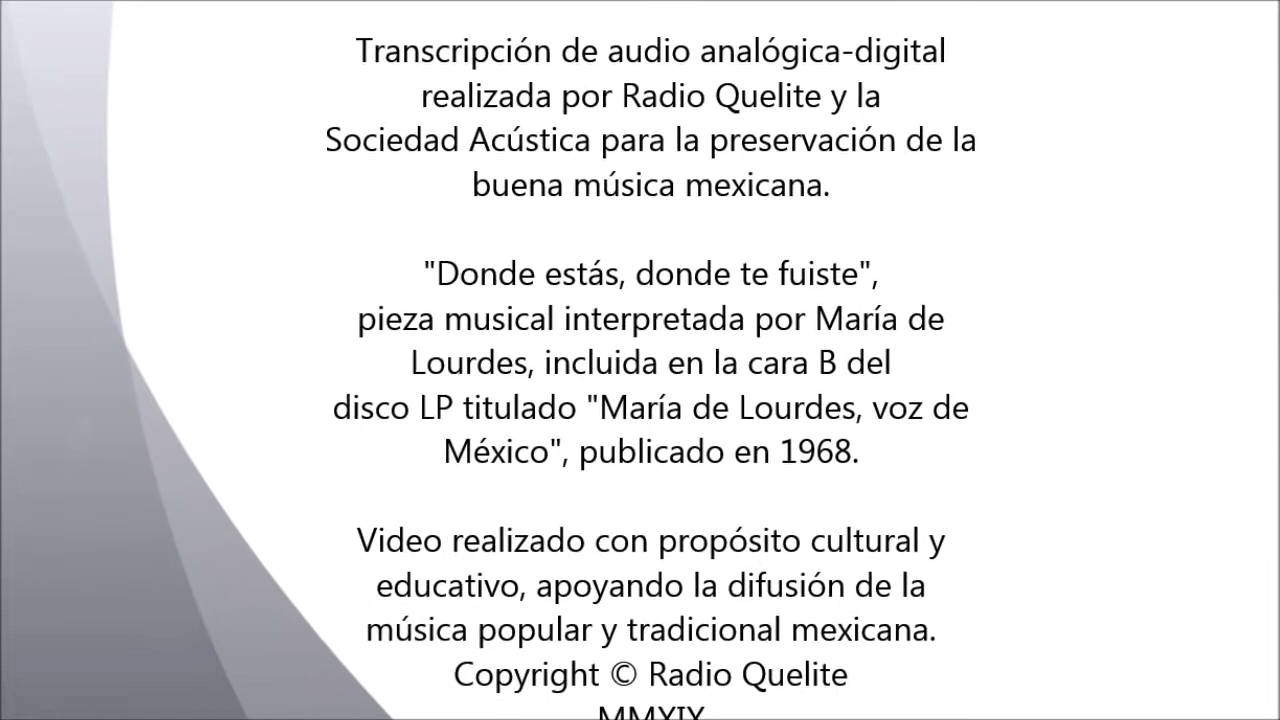 Transcripción de audio analógica-digital
realizada por Radio Quelite y la
Sociedad Acústica para la preservación de la
buena música mexicana.
"Donde estás, donde te fuiste",
pieza musical interpretada por María de
Lourdes, incluida en la cara B del
disco LP titulado "María de Lourdes, voz de
México", publicado en 1968.
Video realizado con propósito cultural y
educativo, apoyando la difusión de la
música popular y tradicional mexicana.
Copyright © Radio Quelite
MMXIX